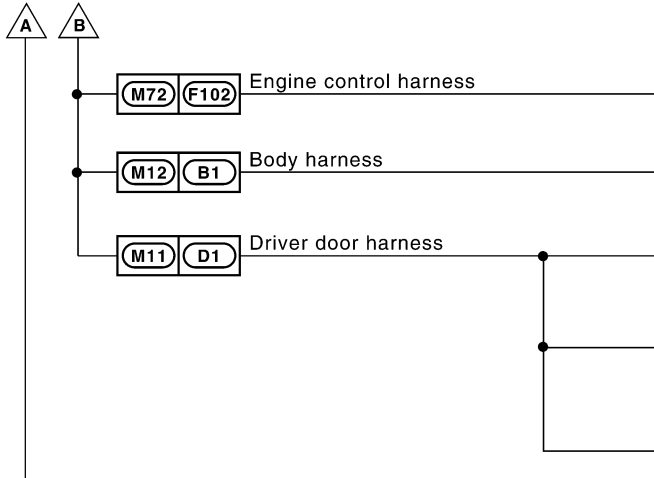 A B
Engine control harness
M72 F102
Body harness
M12 B1
Driver door harness
M11 D1